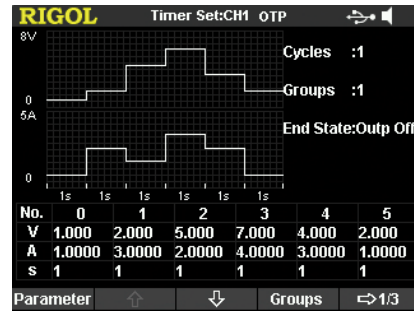 RIGOL Timer Set:CH1 OTP
8V
Cycles :1
0
Groups :1
5A
End State:Outp Off
0
1s 1s 1s 1s 1s 1s
No. 0 1 2 3 4 5
V 1.000 2.000 5.000 7.000 4.000 2.000
A 1.0000 3.0000 2.0000 4.0000 3.0000 1.0000
s 1 1 1 1 1 1
Parameter Groups 1/3